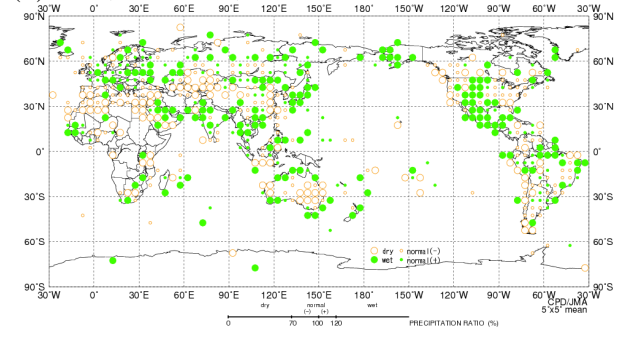 30˚W 0˚ 30˚E 60˚E 90˚E 120˚E 150˚E 180˚ 150˚W 120˚W 90˚W 60˚W 30˚W
90˚N 90˚N
60˚N 60˚N
30˚N 30˚N
0˚ 0˚
30˚S 30˚S
60˚S 60˚S
90˚S 90˚S
dry normal(−)
wet normal(+)
30˚W 0˚ 30˚E 60˚E 90˚E 120˚E 150˚E 180˚ 150˚W 120˚W 90˚W 60˚W 30˚W
CPD/JMA
5˚x5˚ mean
dry normal wet
(−) (+)
0 70 100 120 PRECIPITATION RATIO (%)